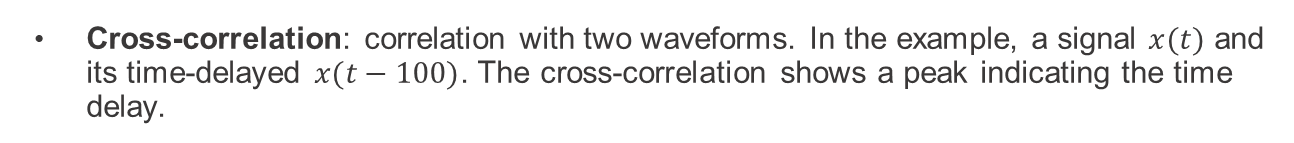 • Cross-correlation: correlation with two waveforms. In the example, a signal x(t) and
its time-delayed x(t − 100). The cross-correlation shows a peak indicating the time
delay.